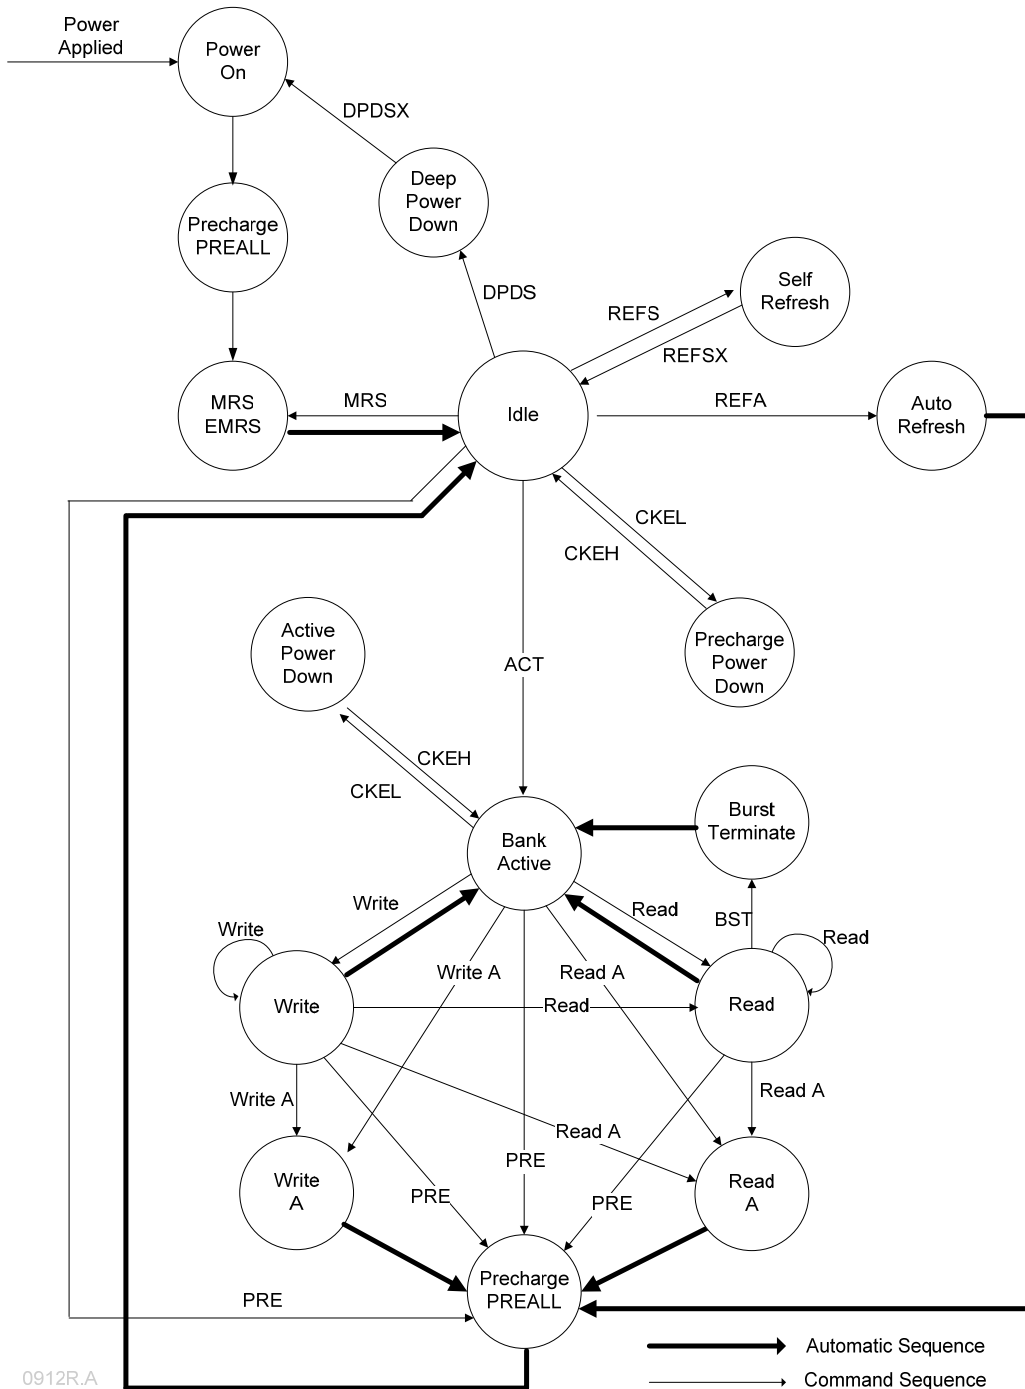 Power
Applied
Power
On
DPDSX
Deep
Power
Down
Precharge
PREALL
DPDS
Self
Refresh
REFS
REFSX
MRS
EMRS
MRS
Idle
REFA
Auto
Refresh
CKEL
CKEH
Active
Power
Down
Precharge
Power
Down
ACT
CKEH
CKEL
Burst
Terminate
Bank
Active
Write
Read
BST
Write
Read
Write A
Read A
Write
Read
Read
Write A
Read A
Read A
PRE
Write
A
Read
A
PRE
PRE
Precharge
PREALL
PRE
Automatic Sequence
Command Sequence
0912R.A